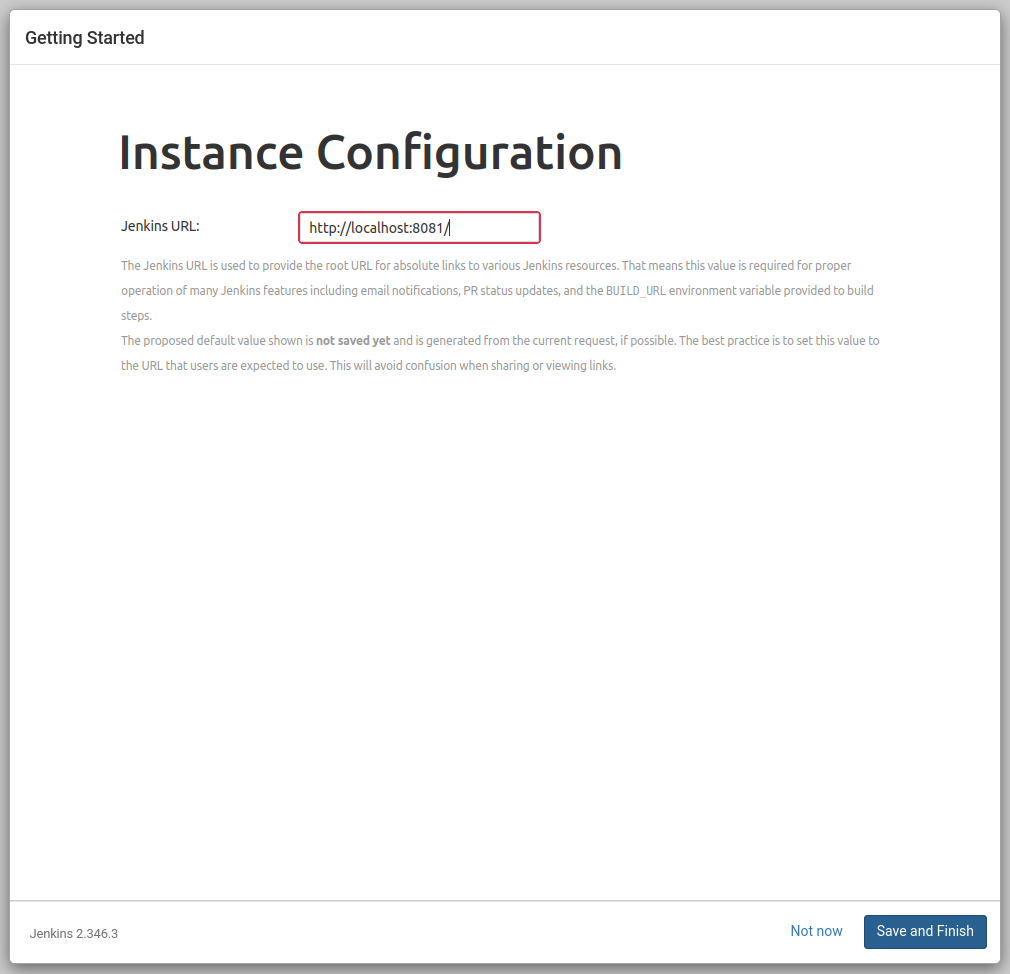 Getting Started
Instance Configuration
Jenkins URL: http://localhost:8081/
The Jenkins URL is used to provide the root URL for absolute links to various Jenkins resources. That means this value is required for proper
operation of many Jenkins features including email notifications, PR status updates, and the BUILD_URL environment variable provided to build
steps.
The proposed default value shown is not saved yet and is generated from the current request, if possible. The best practice is to set this value to
the URL that users are expected to use. This will avoid confusion when sharing or viewing links.
Jenkins 2.346.3 Not now Save and Finish